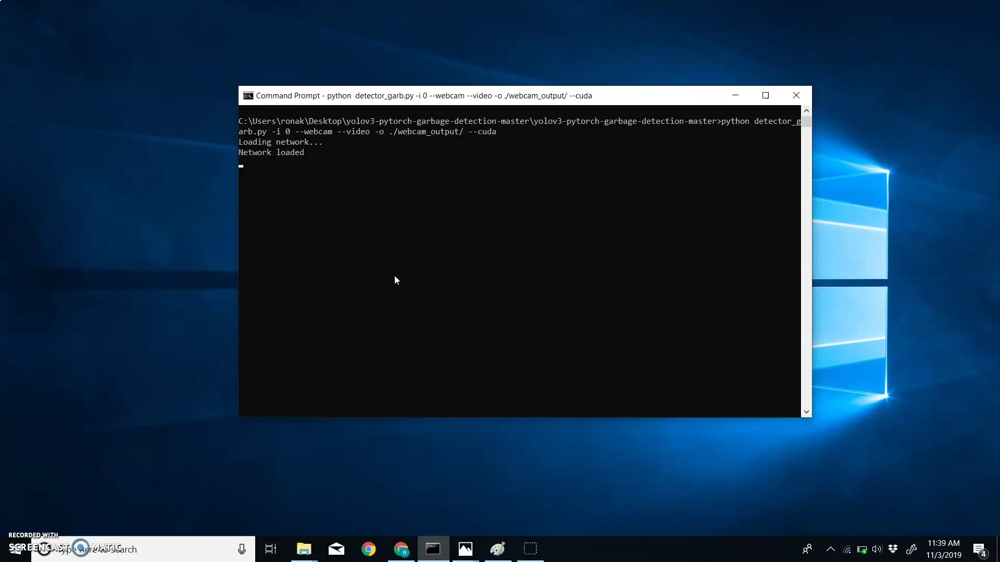 Command Prompt - python  detector_garb.py -i 0 --webcam --video -o ./webcam_output/ --cuda
C:\Users\ronak\Desktop\yolov3-pytorch-garbage-detection-master\yolov3-pytorch-garbage-detection-master>python detector_g
arb.py -i 0 --webcam --video -o ./webcam_output/ --cuda
Loading network...
Network loaded
RECORDED WITH
SCREENCAST MATIC
Type here to search
11:39 AM
11/3/2019
4